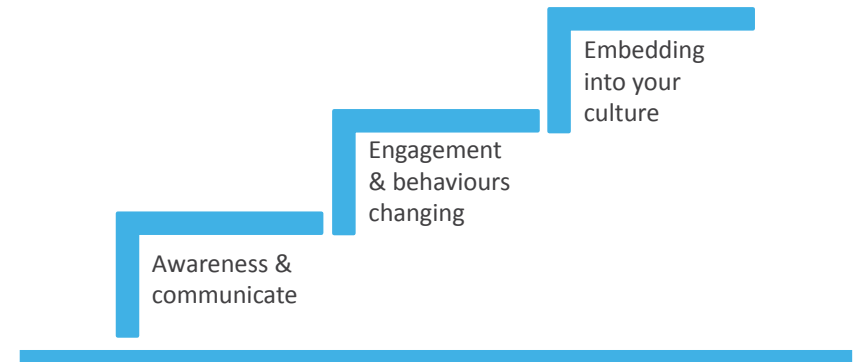 Embedding
into your
culture
Engagement
& behaviours
changing
Awareness &
communicate